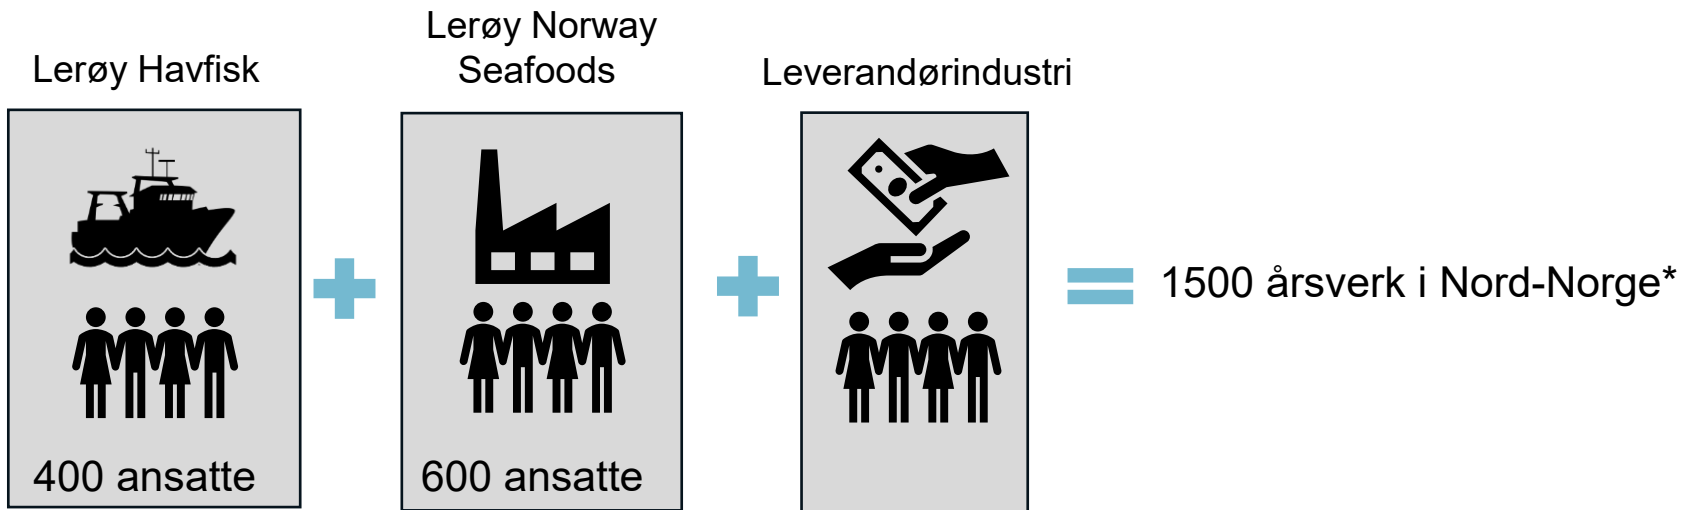 Lerøy Havfisk
Lerøy Norway
Seafoods
Leverandørindustri
400 ansatte
600 ansatte
1500 årsverk i Nord-Norge*